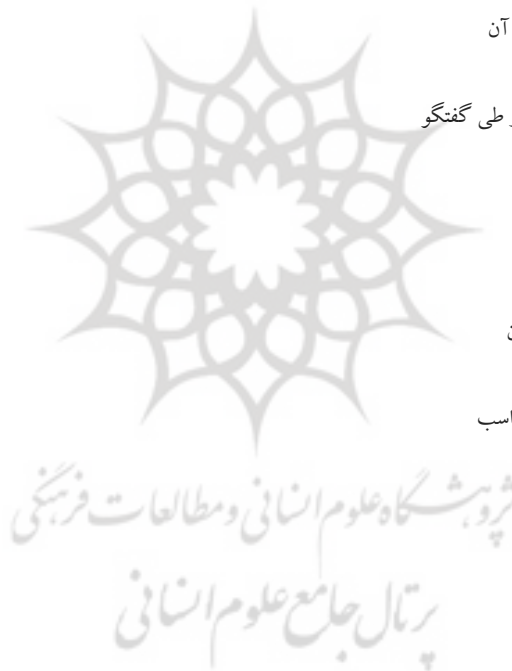 آن
طی گفتگو
اسب
پژوهشگاه علوم انسانی و مطالعات فرهنگی
پرتال جامع علوم انسانی